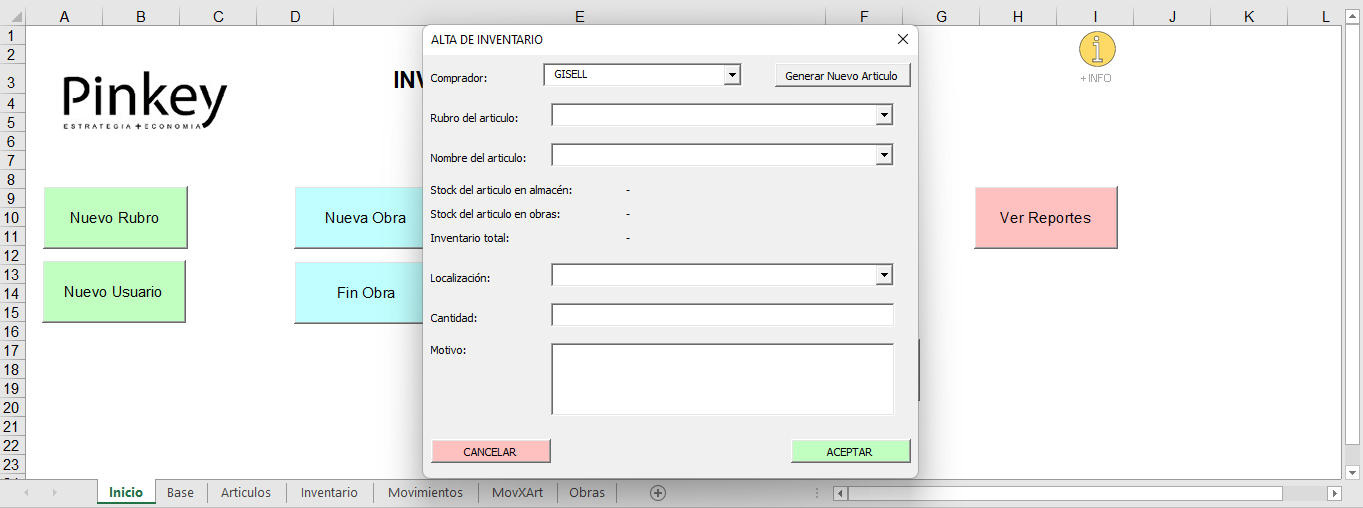 A B C D E F G H I J K L
1
2
3
4
5
6
7
8
9
10
11
12
13
14
15
16
17
18
19
20
21
22
23
Pinkey
ESTRATEGIA+ECONOMIA
INV
+ INFO
Nuevo Rubro
Nueva Obra
Ver Reportes
Nuevo Usuario
Fin Obra
ALTA DE INVENTARIO
Comprador: GISELL Generar Nuevo Articulo
Rubro del articulo:
Nombre del articulo:
Stock del articulo en almacén: -
Stock del articulo en obras: -
Inventario total: -
Localización:
Cantidad:
Motivo:
CANCELAR ACEPTAR
Inicio Base Articulos Inventario Movimientos MovXArt Obras